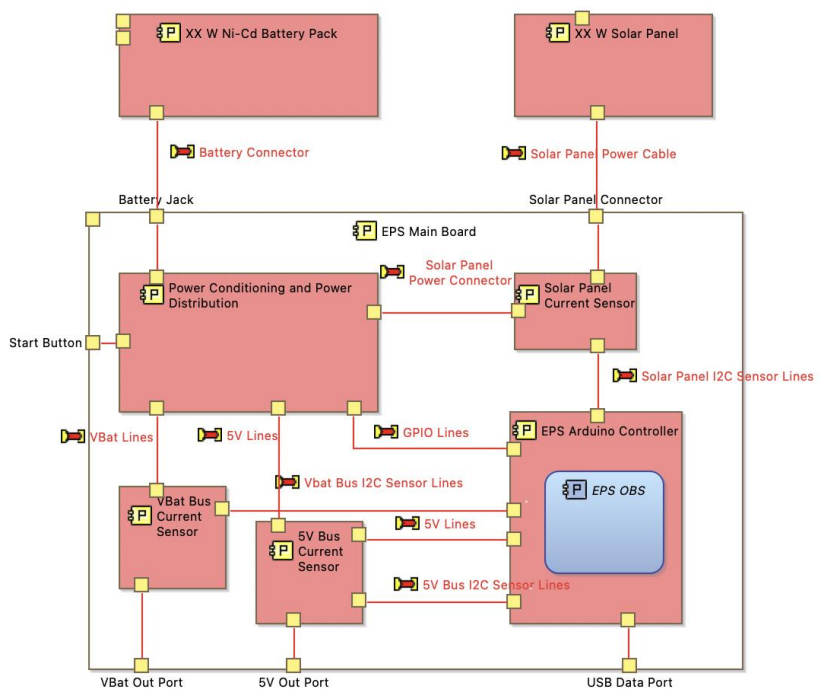 XX W Ni-Cd Battery Pack
XX W Solar Panel
Battery Connector
Solar Panel Power Cable
Battery Jack
Solar Panel Connector
EPS Main Board
Solar Panel
Power Connector
Power Conditioning and Power
Distribution
Solar Panel
Current Sensor
Start Button
Solar Panel I2C Sensor Lines
VBat Lines
5V Lines
GPIO Lines
EPS Arduino Controller
Vbat Bus I2C Sensor Lines
EPS OBS
VBat Bus
Current
Sensor
5V Lines
5V Bus
Current
Sensor
5V Bus I2C Sensor Lines
VBat Out Port
5V Out Port
USB Data Port
P
P
P
P
P
P
P
P
P